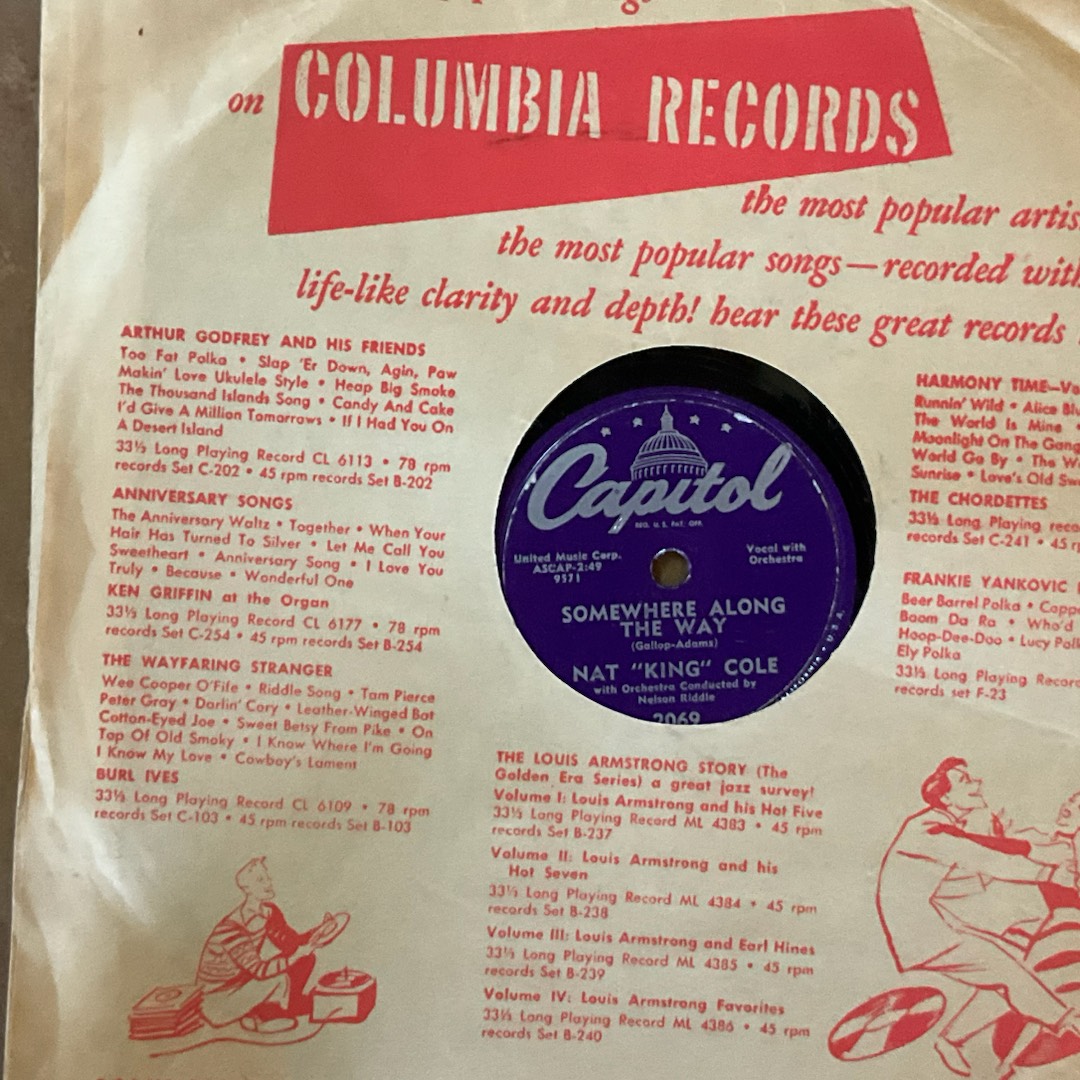 on COLUMBIA RECORDS
the most popular
the most popular songs—recorded
life-like clarity and depth! hear these great records
ARTHUR GODFREY AND HIS FRIENDS
Too Fat Polka • Slap 'Er Down, Agin, Paw
Makin' Love Ukulele Style • Heap Big Smoke
The Thousand Islands Song • Candy And Cake
I'd Give A Million Tomorrows • If I Had You On
A Desert Island
33⅓ Long Playing Record CL 6113 • 78 rpm
records Set C-202 • 45 rpm records Set B-202
ANNIVERSARY SONGS
The Anniversary Waltz • Together • When Your
Hair Has Turned To Silver • Let Me Call You
Sweetheart • Anniversary Song • I Love You
Truly • Because • Wonderful One
KEN GRIFFIN at the Organ
33⅓ Long Playing Record CL 6177 • 78 rpm
records Set C-254 • 45 rpm records Set B-254
THE WAYFARING STRANGER
Wee Cooper O'Fife • Riddle Song • Tam Pierce
Peter Gray • Darlin' Cory • Leather-Winged Bat
Cotton-Eyed Joe • Sweet Betsy From Pike • On
Top Of Old Smoky • I Know Where I'm Going
I Know My Love • Cowboy's Lament
BURL IVES
33⅓ Long Playing Record CL 6109 • 78 rpm
records Set C-103 • 45 rpm records Set B-103
Capitol
REG. U.S. PAT. OFF.
United Music Corp.
ASCAP-2:49
9571
Vocal with
Orchestra
SOMEWHERE ALONG
THE WAY
(Gallop-Adams)
NAT "KING" COLE
with Orchestra Conducted by
Nelson Riddle
2069
U.S.A.
THE LOUIS ARMSTRONG STORY (The
Golden Era Series) a great jazz survey!
Volume I: Louis Armstrong and his Hot Five
33⅓ Long Playing Record ML 4383 • 45 rpm
records Set B-237
Volume II: Louis Armstrong and his
Hot Seven
33⅓ Long Playing Record ML 4384 • 45 rpm
records Set B-238
Volume III: Louis Armstrong and Earl Hines
33⅓ Long Playing Record ML 4385 • 45 rpm
records Set B-239
Volume IV: Louis Armstrong Favorites
33⅓ Long Playing Record ML 4386 • 45 rpm
records Set B-240
HARMONY TIME—
Runnin' Wild • Alice
The World Is Mine •
Moonlight On The
World Go By • The
Sunrise • Love's Old
THE CHORDETTES
33⅓ Long Playing
records Set C-241 • 45
FRANKIE YANKOVIC
Beer Barrel Polka •
Boom Da Ra • Who'd
Hoop-Dee-Doo • Lucy
Ely Polka
33⅓ Long Playing
records set F-23